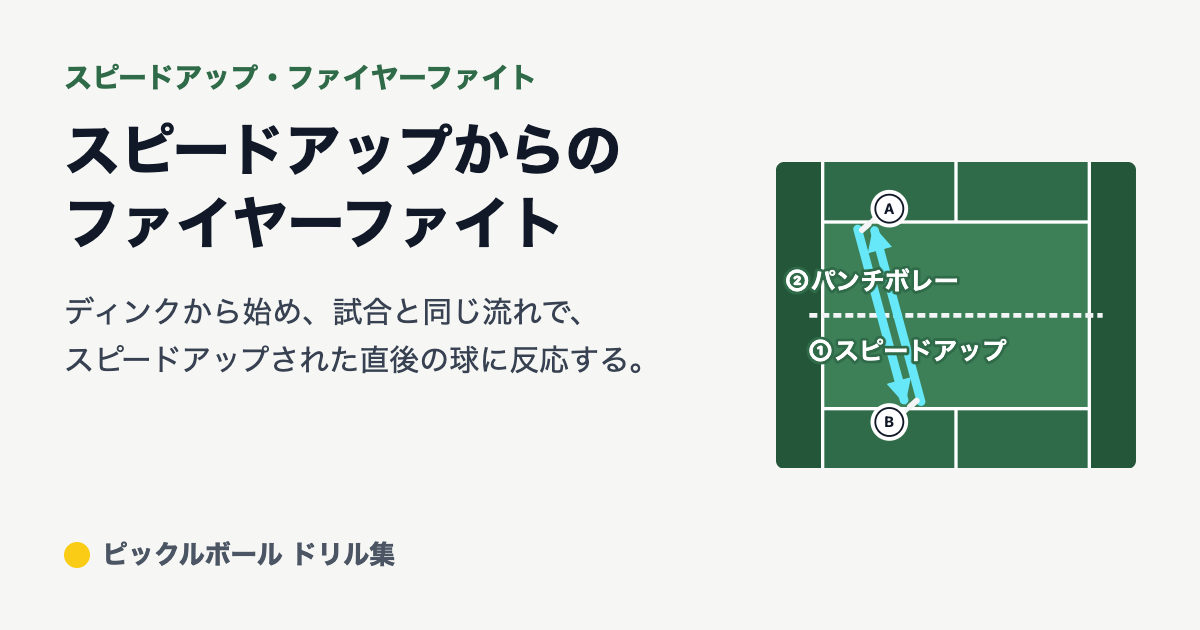 スピードアップ・ファイヤーファイト
スピードアップからの
ファイヤーファイト
ディンクから始め、試合と同じ流れで、
スピードアップされた直後の球に反応する。
A
②パンチボレー
①スピードアップ
B
ピックルボール ドリル集